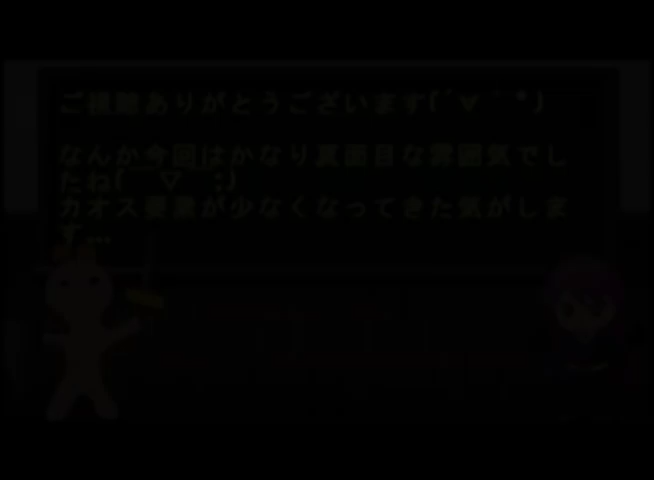 ご視聴ありがとうございます(´∀｀*)
なんか今回はかなり真面目な雰囲気でし
たね(￣▽￣;)
カオス要素が少なくなってきた気がしま
す…